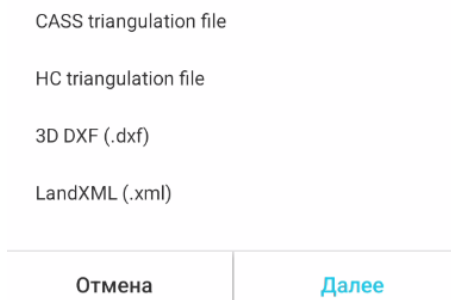 CASS triangulation file
HC triangulation file
3D DXF (.dxf)
LandXML (.xml)
Отмена Далее